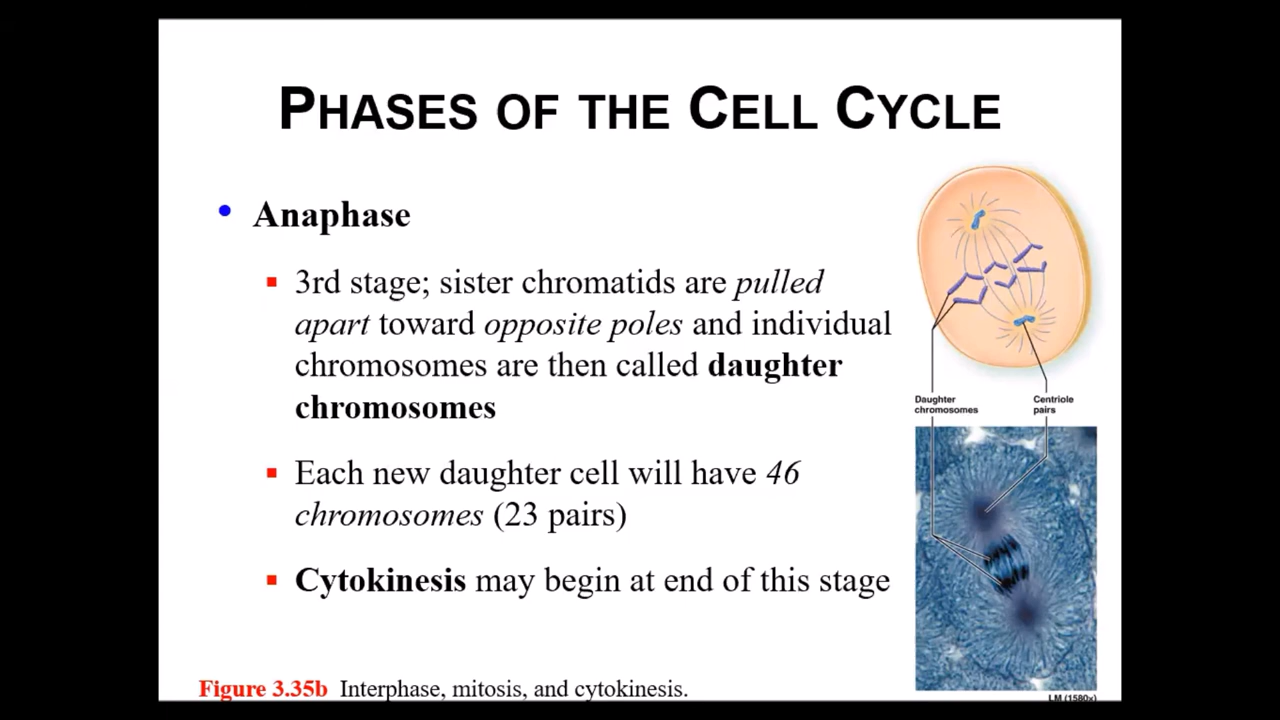 PHASES OF THE CELL CYCLE
• Anaphase
▪ 3rd stage; sister chromatids are pulled
apart toward opposite poles and individual
chromosomes are then called daughter
chromosomes
▪ Each new daughter cell will have 46
chromosomes (23 pairs)
▪ Cytokinesis may begin at end of this stage
Daughter
chromosomes
Centriole
pairs
LM (1580x)
Figure 3.35b Interphase, mitosis, and cytokinesis.